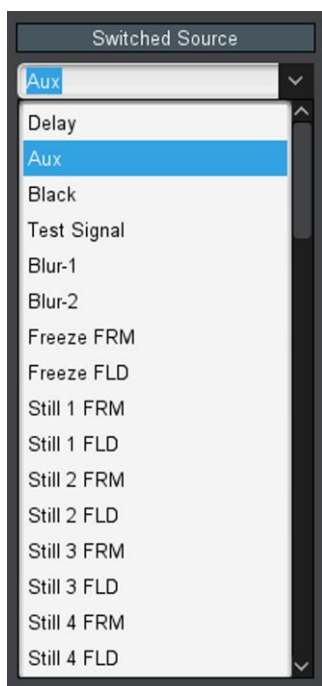 Switched Source
Aux
Delay
Aux
Black
Test Signal
Blur-1
Blur-2
Freeze FRM
Freeze FLD
Still 1 FRM
Still 1 FLD
Still 2 FRM
Still 2 FLD
Still 3 FRM
Still 3 FLD
Still 4 FRM
Still 4 FLD